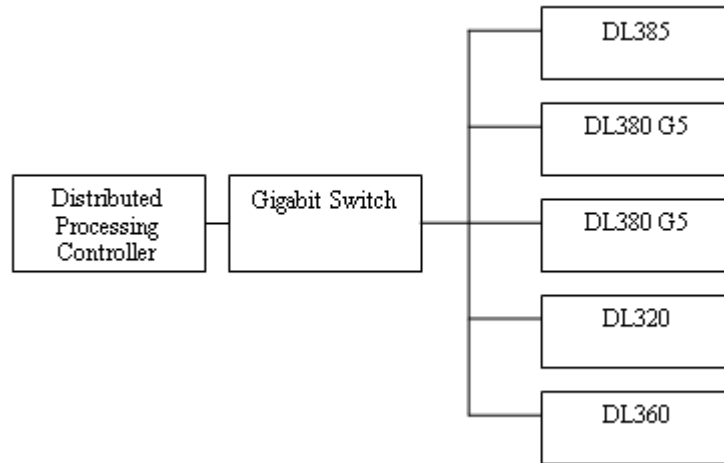 DL385
DL380 G5
Distributed
Processing
Controller
Gigabit Switch
DL380 G5
DL320
DL360